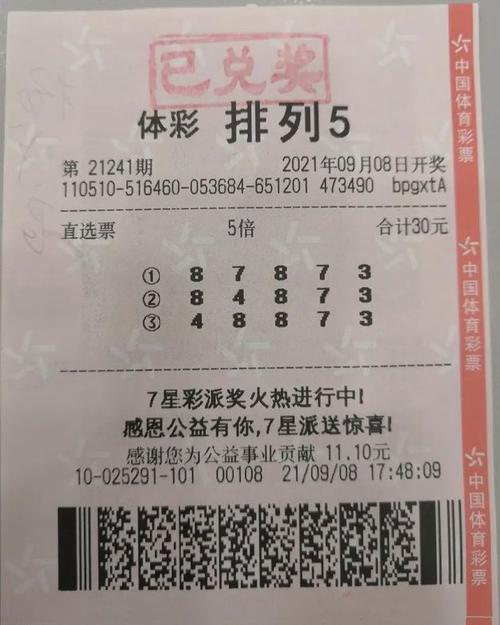 已兑奖
体彩 排列5
第 21241期 2021年09月08日开奖
110510-516460-053684-651201 473490 bpgxtA
直选票 5倍 合计30元
① 8 7 8 7 3
② 8 4 8 7 3
③ 4 8 8 7 3
7星彩派奖火热进行中!
感恩公益有你,7星派送惊喜!
感谢您为公益事业贡献 11.10元
10-025291-101 00108 21/09/08 17:48:09
中国体育彩票
中国体育彩票
中国体育彩票